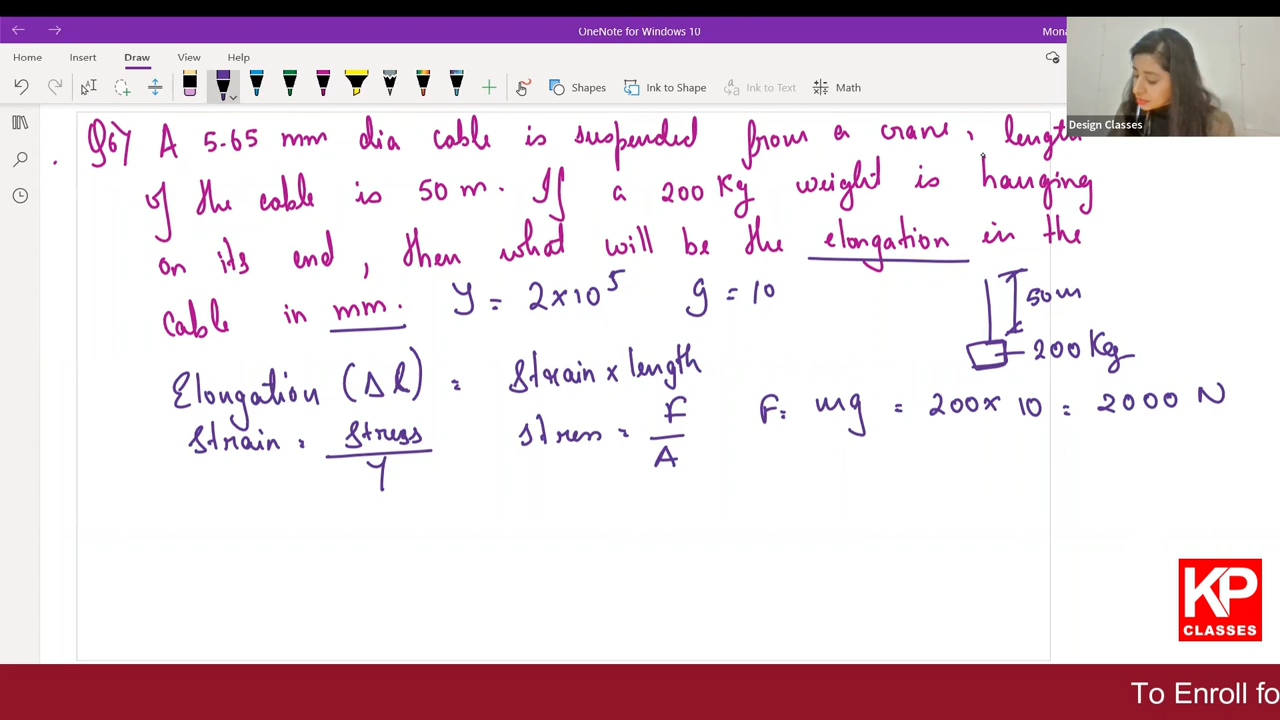 OneNote for Windows 10
Mona
Home Insert Draw View Help
Shapes Ink to Shape Ink to Text Math
Design Classes
Q6y A 5.65 mm dia cable is suspended from a crane, length
of the cable is 50 m. If a 200 Kg weight is hanging
on its end, then what will be the elongation in the
cable in mm. Y = 2×10⁵ g = 10
50m
200 Kg
Elongation (Δl) = Strain × length
F = mg = 200 × 10 = 2000 N
Strain = Stress / Y Stress = F / A
KP
CLASSES
To Enroll fo